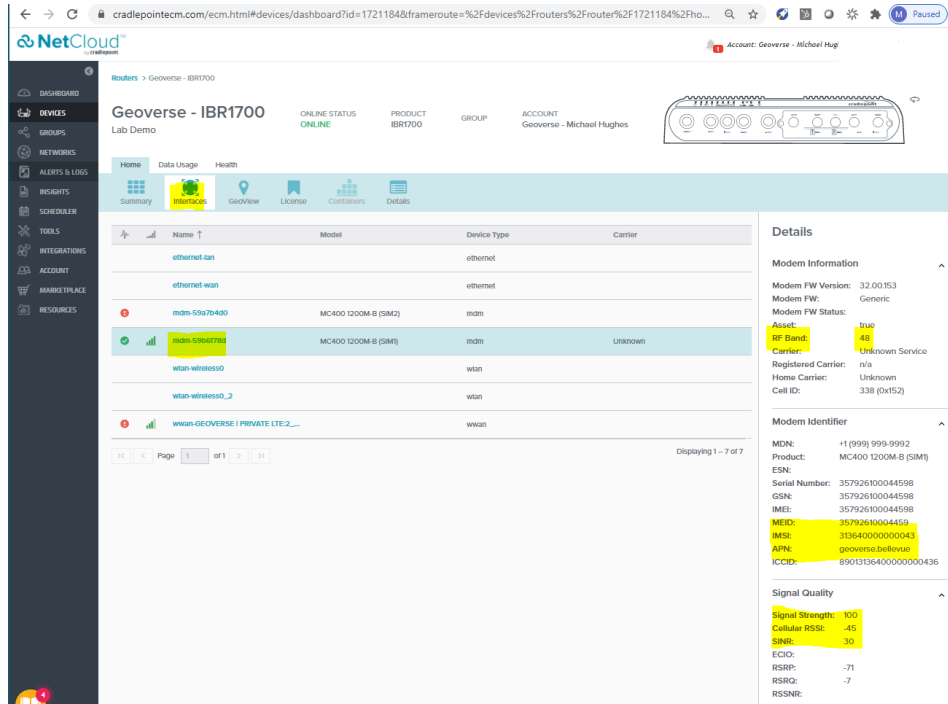 cradlepointecm.com/ecm.html#devices/dashboard?id=1721184&frameroute=%2Fdevices%2Frouters%2Frouter%2F1721184%2Fho...
M Paused
NetCloud™
by cradlepoint
1 Account: Geoverse - Michael Hugh
DASHBOARD
DEVICES
GROUPS
NETWORKS
ALERTS & LOGS
INSIGHTS
SCHEDULER
TOOLS
INTEGRATIONS
ACCOUNT
MARKETPLACE
RESOURCES
4
Routers > Geoverse - IBR1700
Geoverse - IBR1700
Lab Demo
ONLINE STATUS
ONLINE
PRODUCT
IBR1700
GROUP
ACCOUNT
Geoverse - Michael Hughes
cradlepoint
Home Data Usage Health
Summary Interfaces GeoView License Containers Details
Name ↑ Model Device Type Carrier
ethernet-lan ethernet
ethernet-wan ethernet
mdm-59a7b4d0 MC400 1200M-B (SIM2) mdm
mdm-59b6f78d MC400 1200M-B (SIM1) mdm Unknown
wlan-wireless0 wlan
wlan-wireless0_2 wlan
wwan-GEOVERSE | PRIVATE LTE:2_... wwan
Page 1 of 1
Displaying 1 – 7 of 7
Details
Modem Information
Modem FW Version: 32.00.153
Modem FW: Generic
Modem FW Status:
Asset: true
RF Band: 48
Carrier: Unknown Service
Registered Carrier: n/a
Home Carrier: Unknown
Cell ID: 338 (0x152)
Modem Identifier
MDN: +1 (999) 999-9992
Product: MC400 1200M-B (SIM1)
ESN:
Serial Number: 357926100044598
GSN: 357926100044598
IMEI: 357926100044598
MEID: 35792610004459
IMSI: 313640000000043
APN: geoverse.bellevue
ICCID: 89013136400000000436
Signal Quality
Signal Strength: 100
Cellular RSSI: -45
SINR: 30
ECIO:
RSRP: -71
RSRQ: -7
RSSNR: